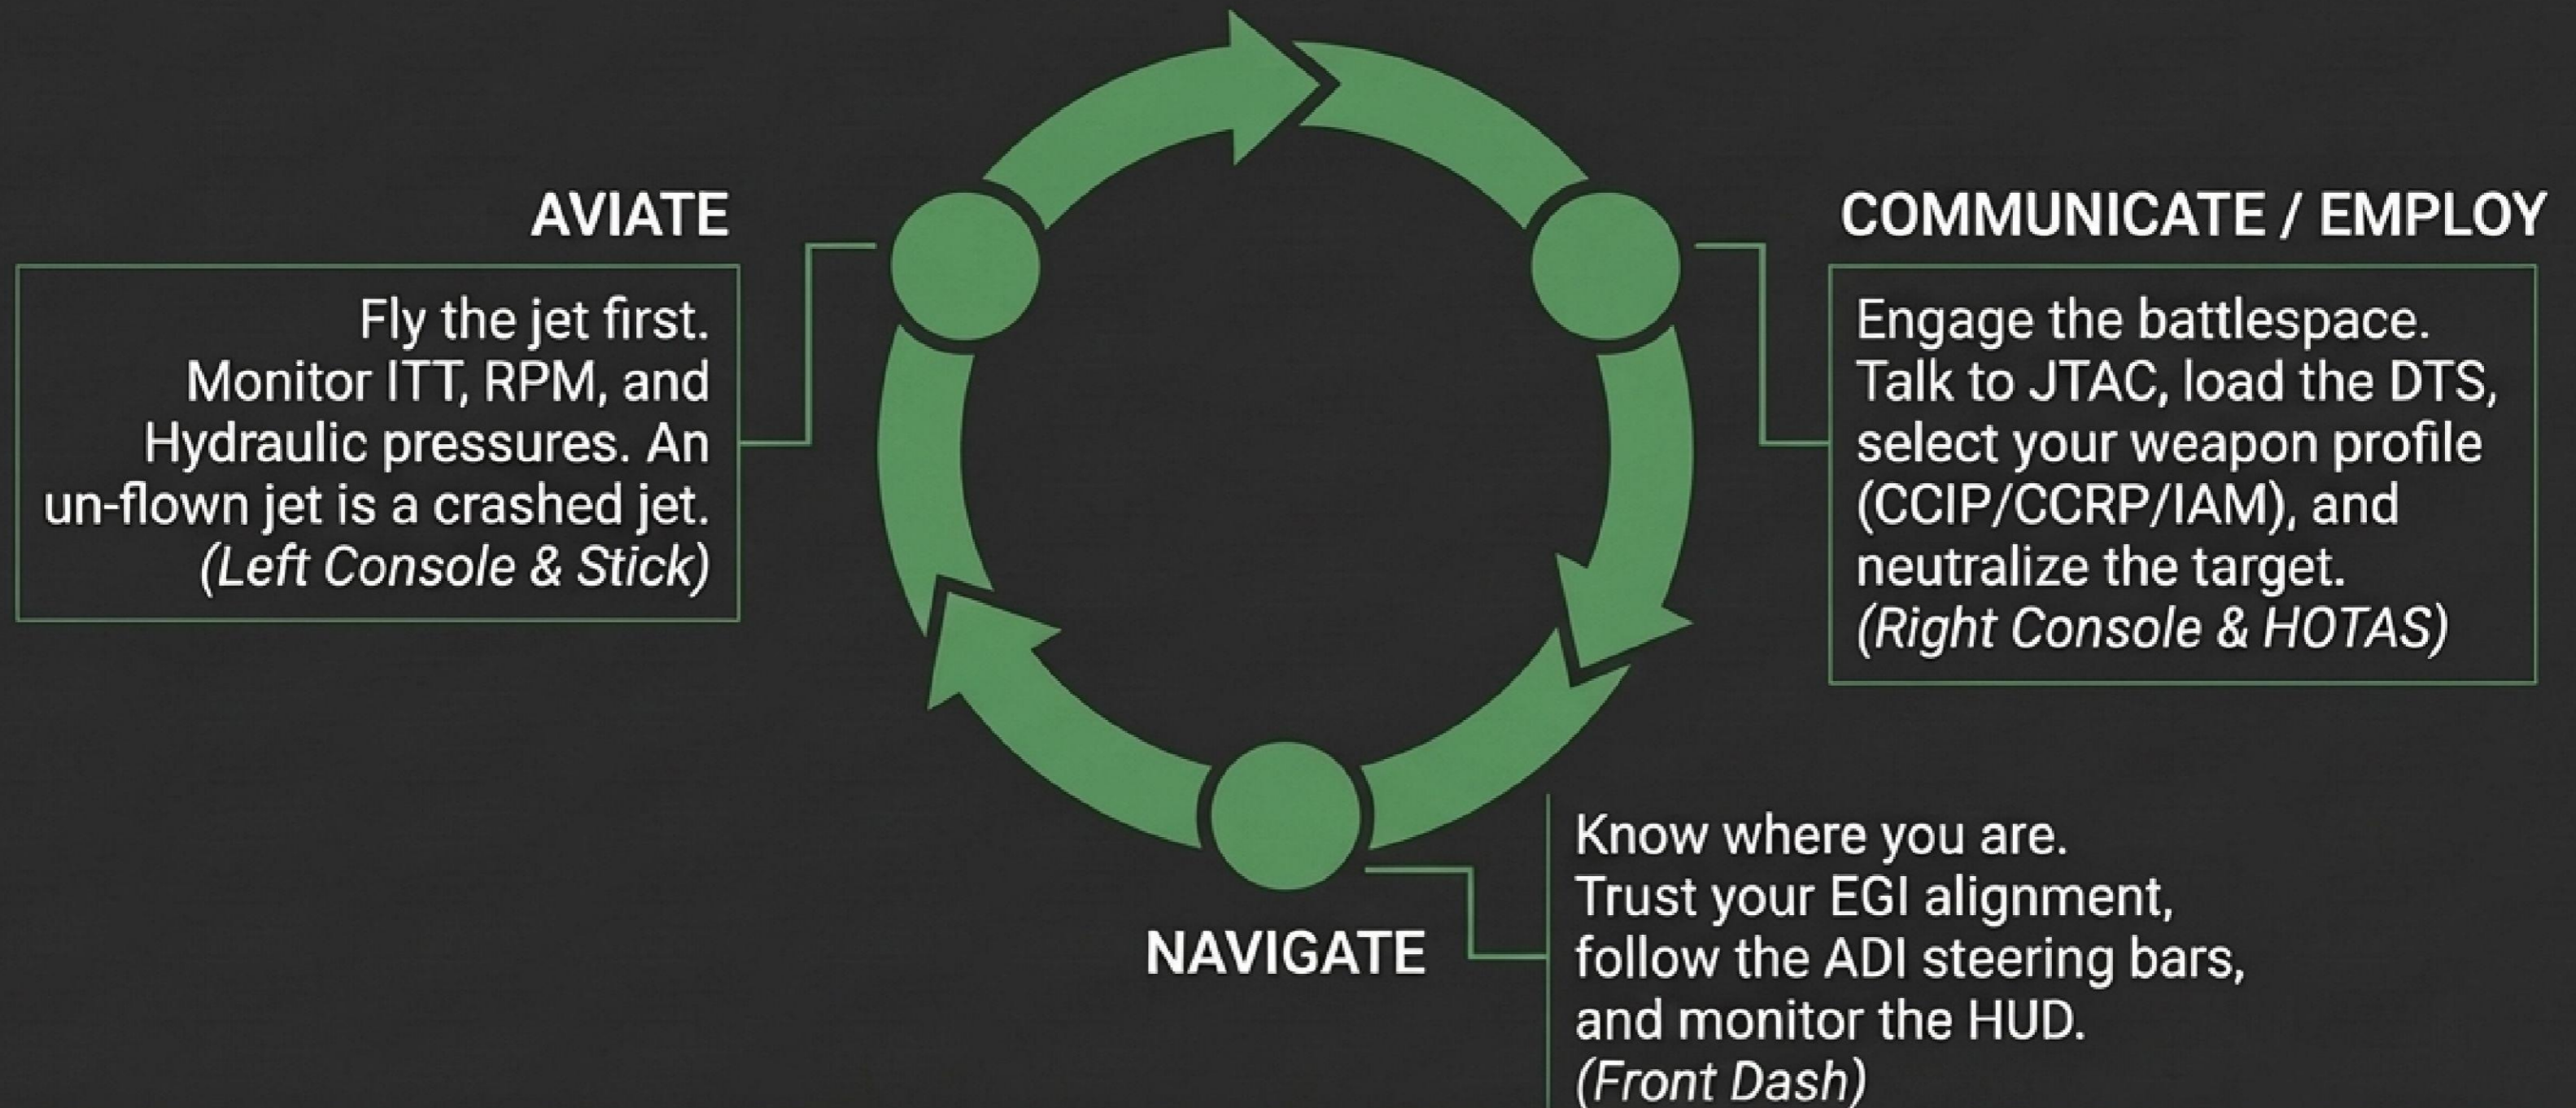 AVIATE
Fly the jet first.
Monitor ITT, RPM, and
Hydraulic pressures. An
un-flown jet is a crashed jet.
(Left Console & Stick)
COMMUNICATE / EMPLOY
Engage the battlespace.
Talk to JTAC, load the DTS,
select your weapon profile
(CCIP/CCRP/IAM), and
neutralize the target.
(Right Console & HOTAS)
NAVIGATE
Know where you are.
Trust your EGI alignment,
follow the ADI steering bars,
and monitor the HUD.
(Front Dash)